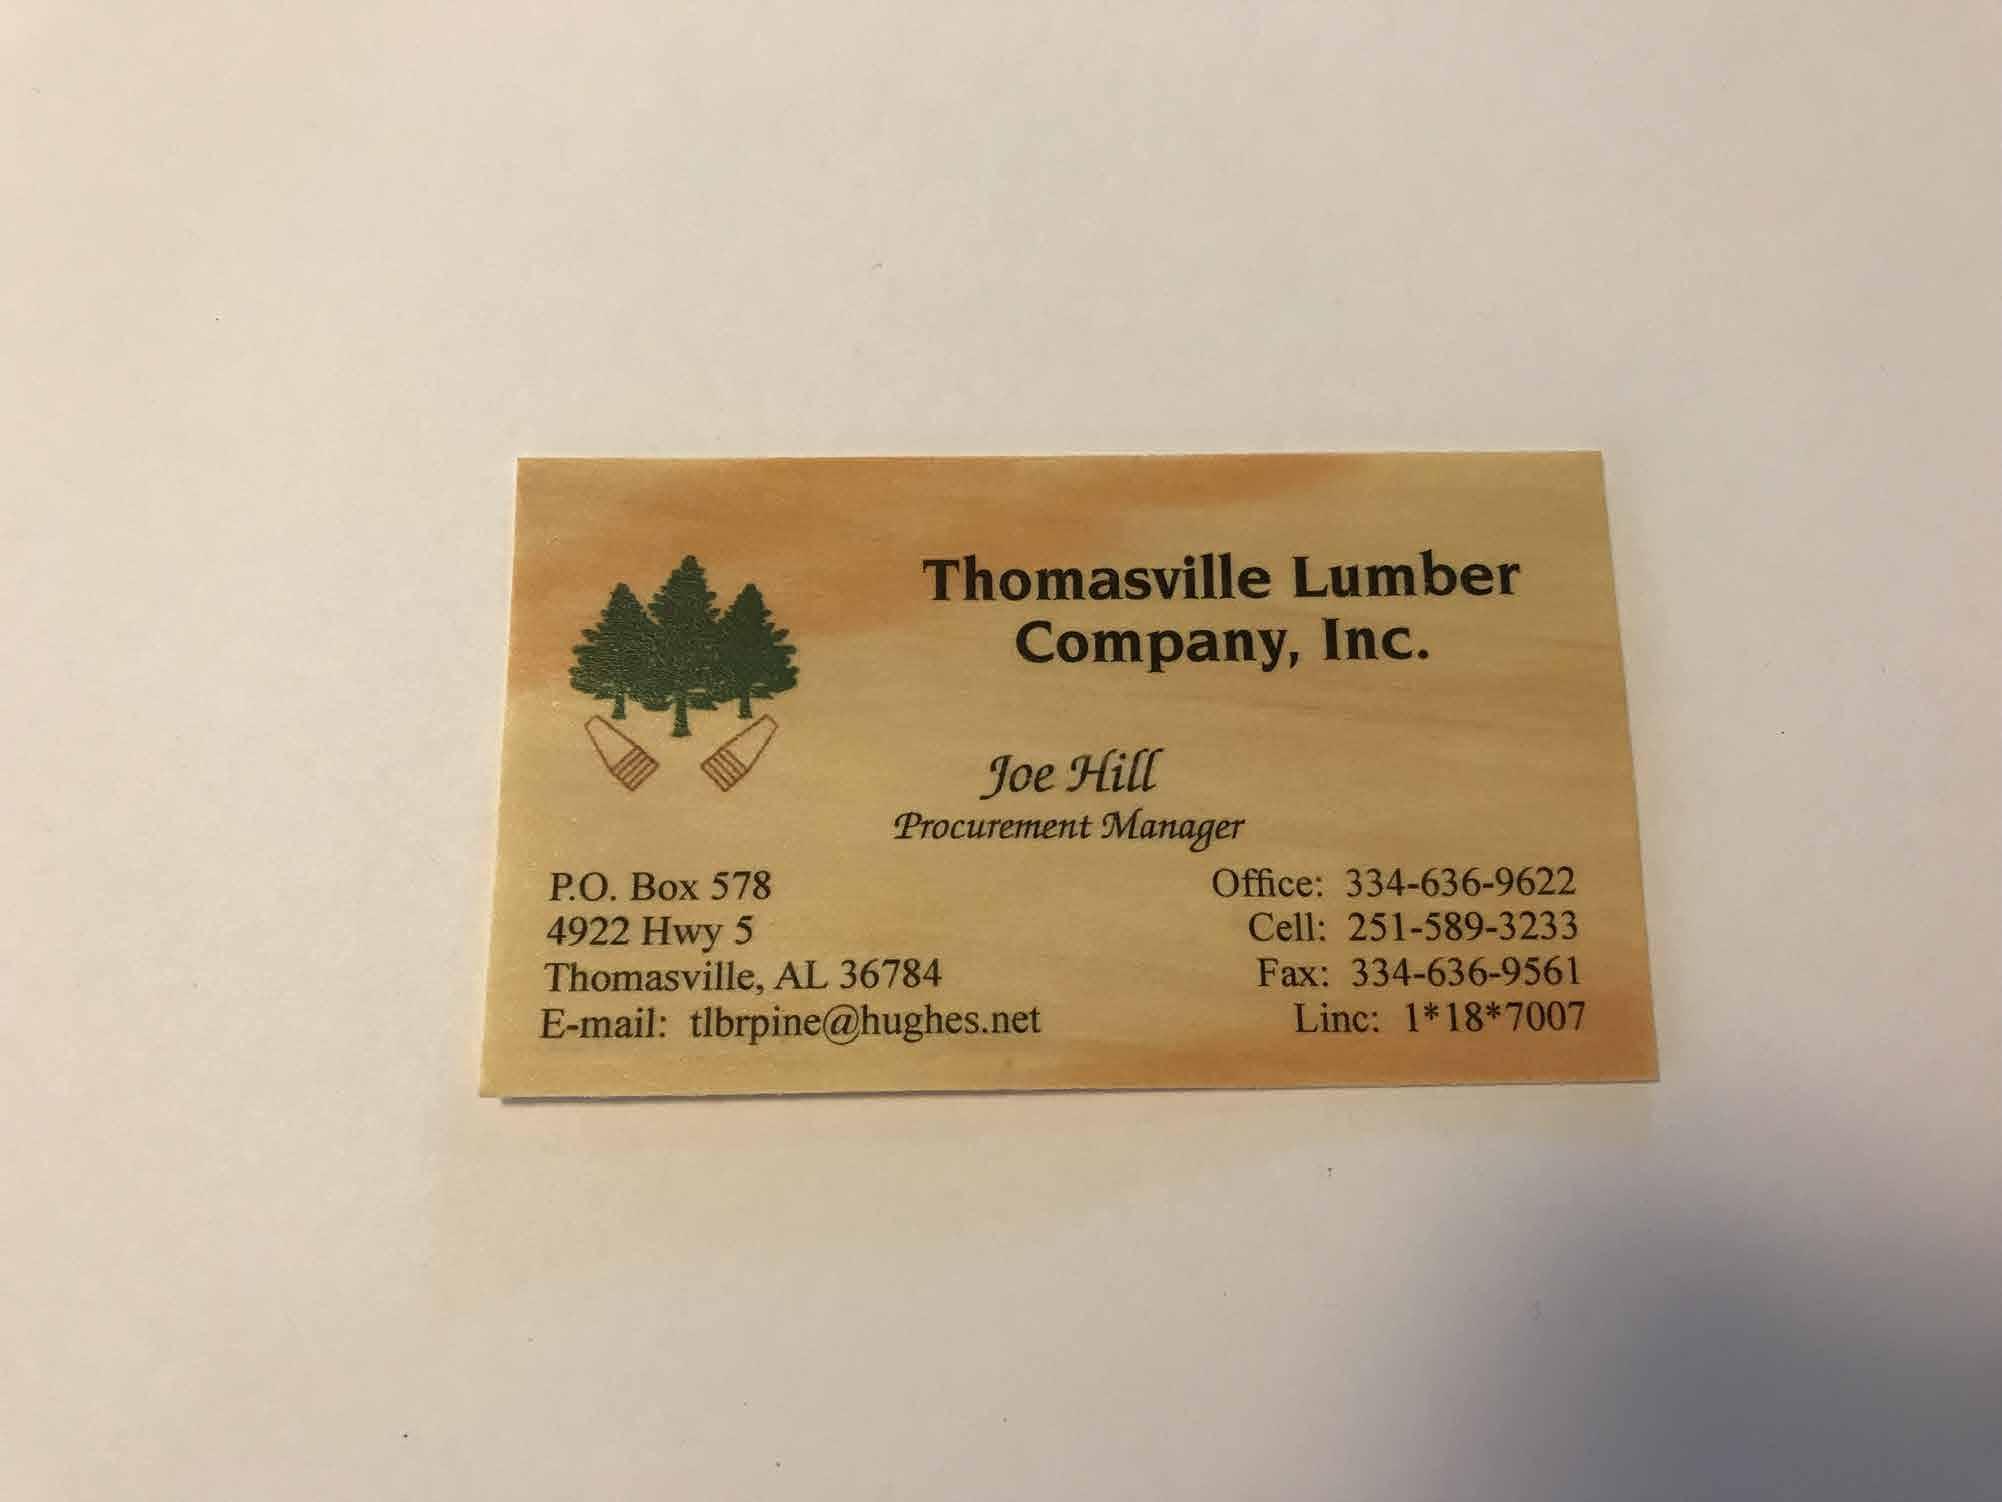 Thomasville Lumber
Company, Inc.
Joe Hill
Procurement Manager
P.O. Box 578
4922 Hwy 5
Thomasville, AL 36784
E-mail: tlbrpine@hughes.net
Office: 334-636-9622
Cell: 251-589-3233
Fax: 334-636-9561
Linc: 1*18*7007